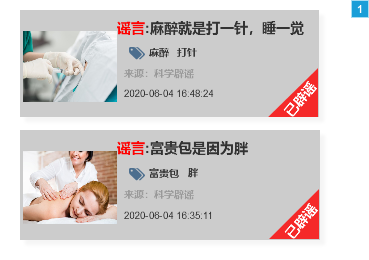 1
谣言:麻醉就是打一针，睡一觉
麻醉 打针
来源：科学辟谣
2020-06-04 16:48:24
已辟谣
谣言:富贵包是因为胖
富贵包 胖
来源：科学辟谣
2020-06-04 16:35:11
已辟谣